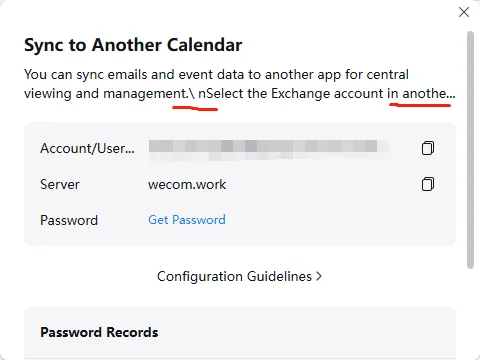 Sync to Another Calendar
You can sync emails and event data to another app for central
viewing and management.\ nSelect the Exchange account in anothe...
Account/User...
Server wecom.work
Password Get Password
Configuration Guidelines >
Password Records